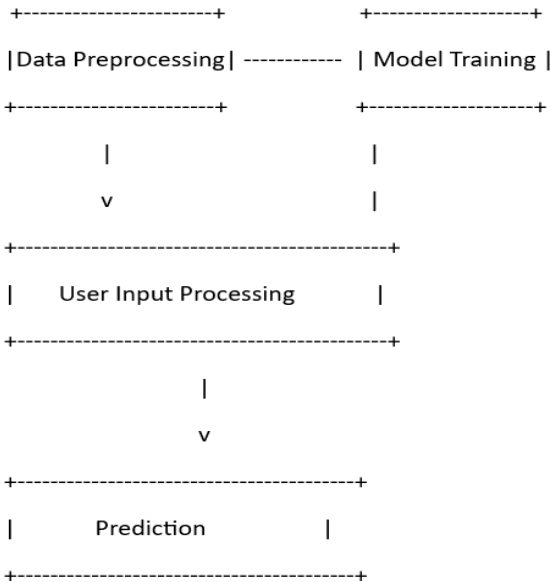 +------------------------+ +-------------------+
|Data Preprocessing| ------------ | Model Training |
+------------------------+ +--------------------+
| |
v |
+---------------------------------------------+
| User Input Processing |
+---------------------------------------------+
|
v
+-----------------------------------------+
| Prediction |
+-----------------------------------------+